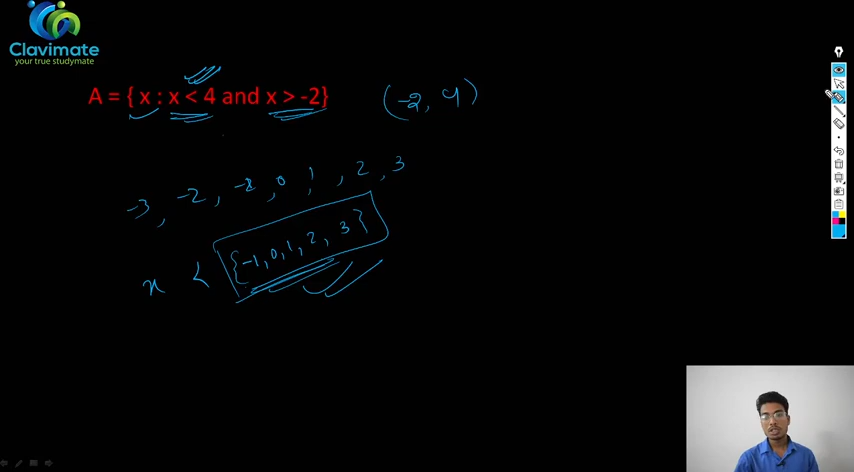 Clavimate
your true studymate
A = { x : x < 4 and x > -2}
(-2, 4)
-3, -2, -1, 0, 1, 2, 3
x < {-1, 0, 1, 2, 3}